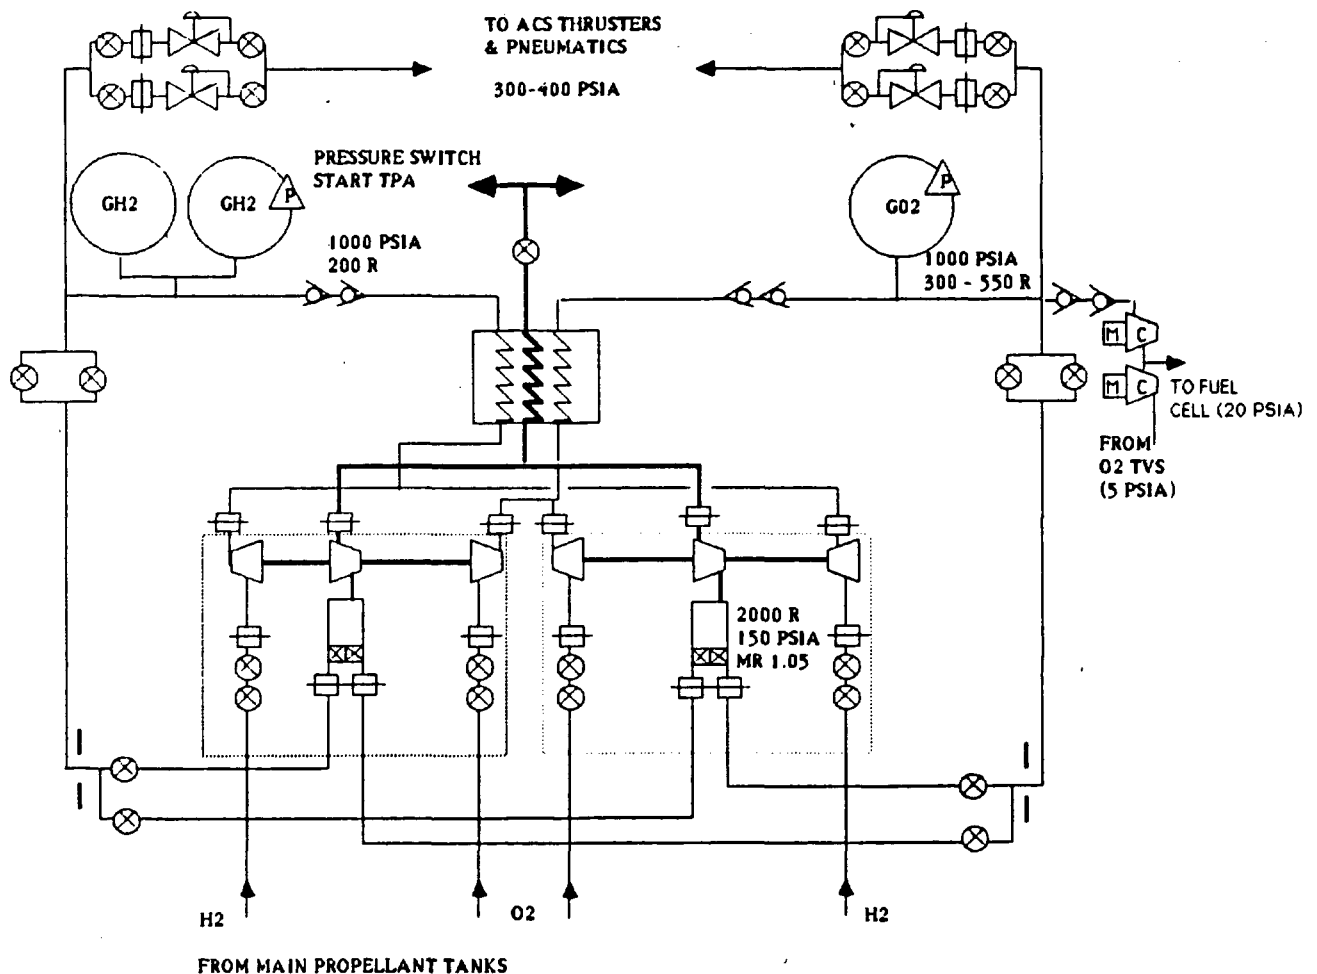 TO ACS THRUSTERS
& PNEUMATICS
300-400 PSIA
PRESSURE SWITCH
START TPA
GH2
GH2
P
GO2
P
1000 PSIA
200 R
1000 PSIA
300 - 550 R
M C
M C
TO FUEL
CELL (20 PSIA)
FROM
O2 TVS
(5 PSIA)
2000 R
150 PSIA
MR 1.05
H2
O2
H2
FROM MAIN PROPELLANT TANKS